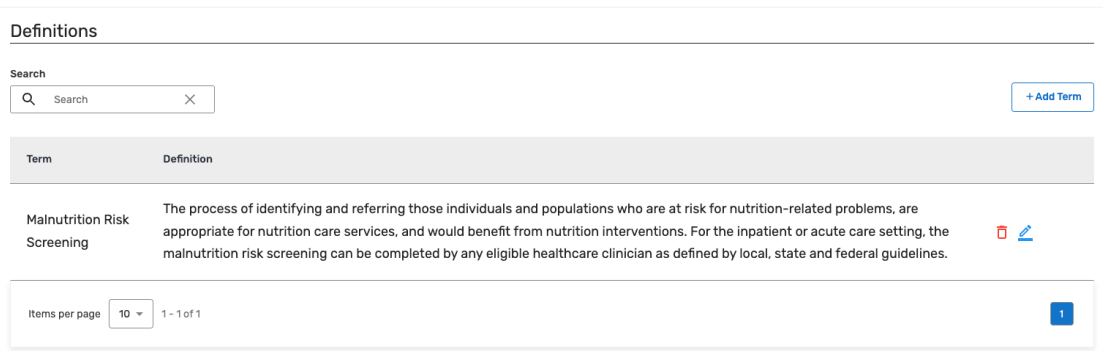 Definitions
Search
Search
+ Add Term
Term Definition
Malnutrition Risk
Screening
The process of identifying and referring those individuals and populations who are at risk for nutrition-related problems, are
appropriate for nutrition care services, and would benefit from nutrition interventions. For the inpatient or acute care setting, the
malnutrition risk screening can be completed by any eligible healthcare clinician as defined by local, state and federal guidelines.
Items per page 10 1 - 1 of 1 1